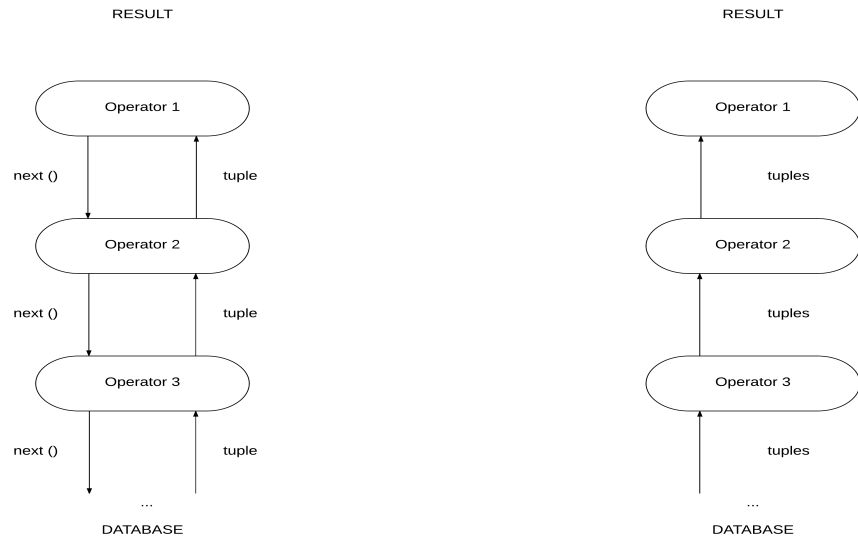 RESULT
Operator 1
next ()
tuple
Operator 2
next ()
tuple
Operator 3
next ()
tuple
...
DATABASE
RESULT
Operator 1
tuples
Operator 2
tuples
Operator 3
tuples
...
DATABASE